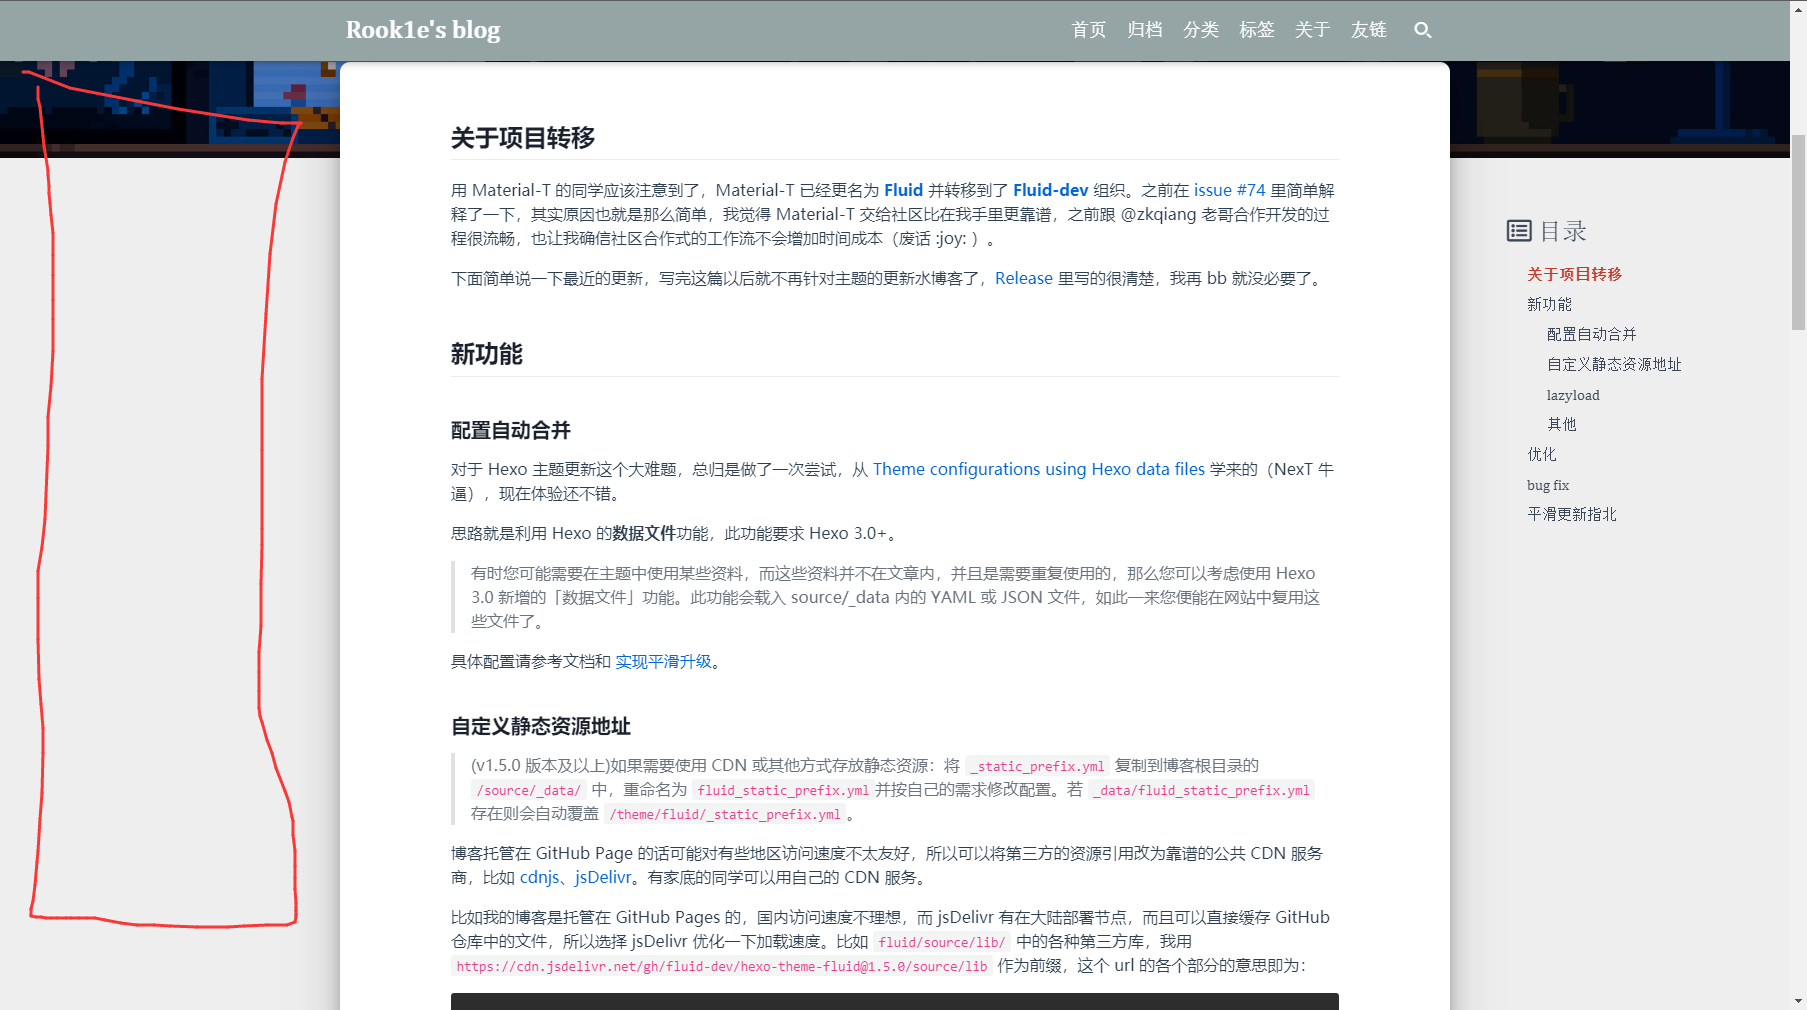 Rook1e's blog
首页 归档 分类 标签 关于 友链
关于项目转移
用 Material-T 的同学应该注意到了，Material-T 已经更名为 Fluid 并转移到了 Fluid-dev 组织。之前在 issue #74 里简单解
释了一下，其实原因也就是那么简单，我觉得 Material-T 交给社区比在我手里更靠谱，之前跟 @zkqiang 老哥合作开发的过
程很流畅，也让我确信社区合作式的工作流不会增加时间成本（废话 :joy: ）。
下面简单说一下最近的更新，写完这篇以后就不再针对主题的更新水博客了，Release 里写的很清楚，我再 bb 就没必要了。
新功能
配置自动合并
对于 Hexo 主题更新这个大难题，总归是做了一次尝试，从 Theme configurations using Hexo data files 学来的（NexT 牛
逼），现在体验还不错。
思路就是利用 Hexo 的数据文件功能，此功能要求 Hexo 3.0+。
有时您可能需要在主题中使用某些资料，而这些资料并不在文章内，并且是需要重复使用的，那么您可以考虑使用 Hexo
3.0 新增的「数据文件」功能。此功能会载入 source/_data 内的 YAML 或 JSON 文件，如此一来您便能在网站中复用这
些文件了。
具体配置请参考文档和 实现平滑升级。
自定义静态资源地址
(v1.5.0 版本及以上)如果需要使用 CDN 或其他方式存放静态资源：将 _static_prefix.yml 复制到博客根目录的
/source/_data/ 中，重命名为 fluid_static_prefix.yml 并按自己的需求修改配置。若 _data/fluid_static_prefix.yml
存在则会自动覆盖 /theme/fluid/_static_prefix.yml 。
博客托管在 GitHub Page 的话可能对有些地区访问速度不太友好，所以可以将第三方的资源引用改为靠谱的公共 CDN 服务
商，比如 cdnjs、jsDelivr。有家底的同学可以用自己的 CDN 服务。
比如我的博客是托管在 GitHub Pages 的，国内访问速度不理想，而 jsDelivr 有在大陆部署节点，而且可以直接缓存 GitHub
仓库中的文件，所以选择 jsDelivr 优化一下加载速度。比如 fluid/source/lib/ 中的各种第三方库，我用
https://cdn.jsdelivr.net/gh/fluid-dev/hexo-theme-fluid@1.5.0/source/lib 作为前缀，这个 url 的各个部分的意思即为：
目录
关于项目转移
新功能
配置自动合并
自定义静态资源地址
lazyload
其他
优化
bug fix
平滑更新指北